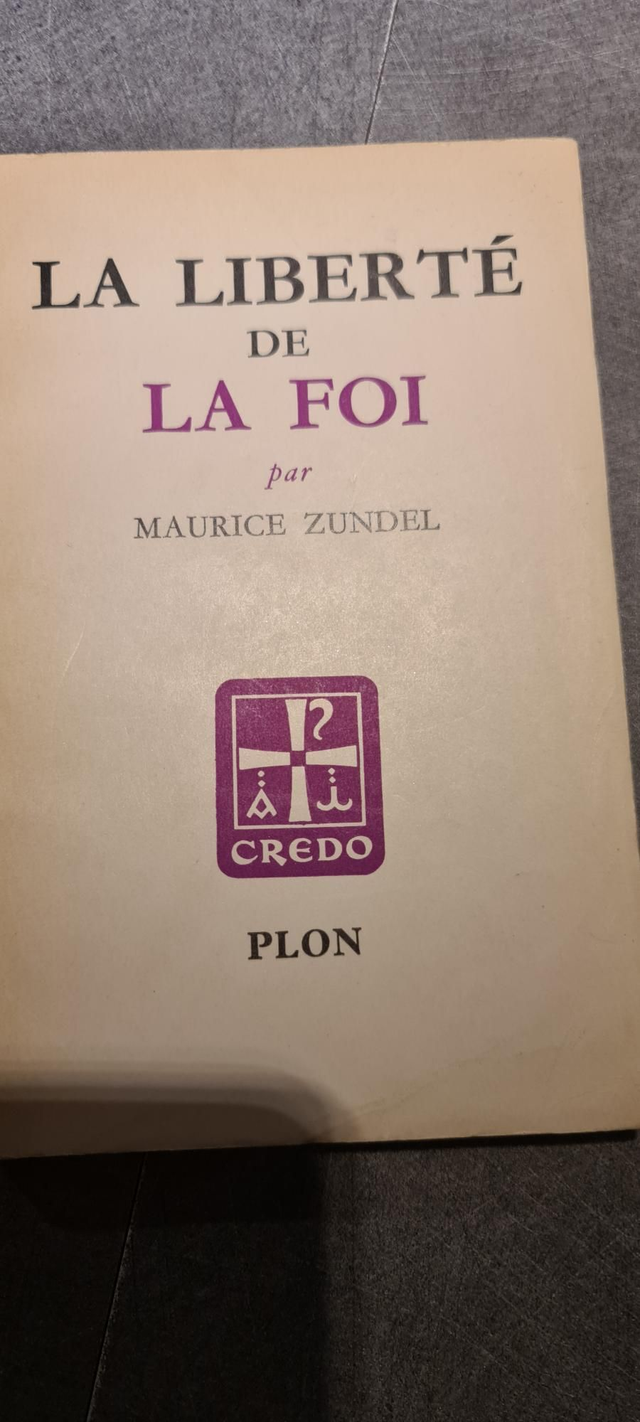 LA LIBERTÉ
DE
LA FOI
par
MAURICE ZUNDEL
CREDO
PLON